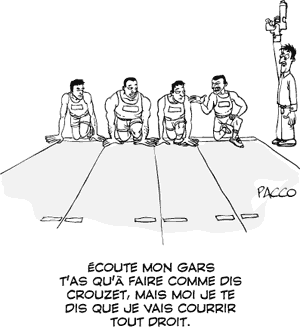 PACCO
ÉCOUTE MON GARS
T'AS QU'À FAIRE COMME DIS
CROUZET, MAIS MOI JE TE
DIS QUE JE VAIS COURRIR
TOUT DROIT.